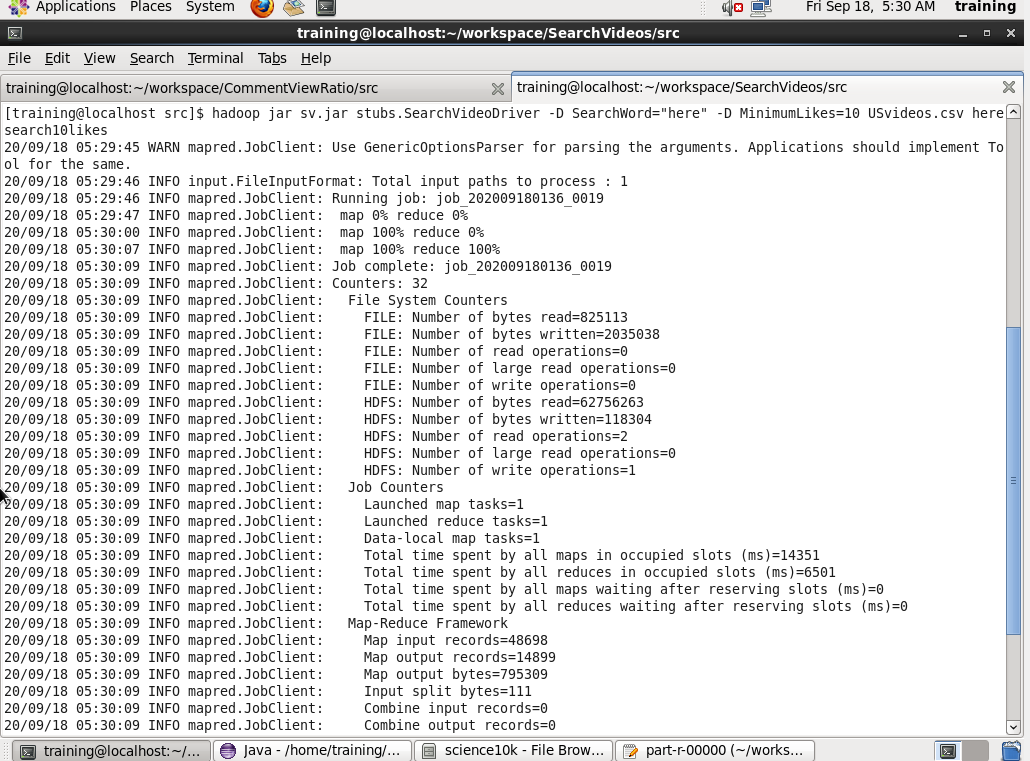 Applications Places System Fri Sep 18, 5:30 AM training
training@localhost:~/workspace/SearchVideos/src
File Edit View Search Terminal Tabs Help
training@localhost:~/workspace/CommentViewRatio/src training@localhost:~/workspace/SearchVideos/src
[training@localhost src]$ hadoop jar sv.jar stubs.SearchVideoDriver -D SearchWord="here" -D MinimumLikes=10 USvideos.csv here
search10likes
20/09/18 05:29:45 WARN mapred.JobClient: Use GenericOptionsParser for parsing the arguments. Applications should implement To
ol for the same.
20/09/18 05:29:46 INFO input.FileInputFormat: Total input paths to process : 1
20/09/18 05:29:46 INFO mapred.JobClient: Running job: job_202009180136_0019
20/09/18 05:29:47 INFO mapred.JobClient:  map 0% reduce 0%
20/09/18 05:30:00 INFO mapred.JobClient:  map 100% reduce 0%
20/09/18 05:30:07 INFO mapred.JobClient:  map 100% reduce 100%
20/09/18 05:30:09 INFO mapred.JobClient: Job complete: job_202009180136_0019
20/09/18 05:30:09 INFO mapred.JobClient: Counters: 32
20/09/18 05:30:09 INFO mapred.JobClient:   File System Counters
20/09/18 05:30:09 INFO mapred.JobClient:     FILE: Number of bytes read=825113
20/09/18 05:30:09 INFO mapred.JobClient:     FILE: Number of bytes written=2035038
20/09/18 05:30:09 INFO mapred.JobClient:     FILE: Number of read operations=0
20/09/18 05:30:09 INFO mapred.JobClient:     FILE: Number of large read operations=0
20/09/18 05:30:09 INFO mapred.JobClient:     FILE: Number of write operations=0
20/09/18 05:30:09 INFO mapred.JobClient:     HDFS: Number of bytes read=62756263
20/09/18 05:30:09 INFO mapred.JobClient:     HDFS: Number of bytes written=118304
20/09/18 05:30:09 INFO mapred.JobClient:     HDFS: Number of read operations=2
20/09/18 05:30:09 INFO mapred.JobClient:     HDFS: Number of large read operations=0
20/09/18 05:30:09 INFO mapred.JobClient:     HDFS: Number of write operations=1
20/09/18 05:30:09 INFO mapred.JobClient:   Job Counters
20/09/18 05:30:09 INFO mapred.JobClient:     Launched map tasks=1
20/09/18 05:30:09 INFO mapred.JobClient:     Launched reduce tasks=1
20/09/18 05:30:09 INFO mapred.JobClient:     Data-local map tasks=1
20/09/18 05:30:09 INFO mapred.JobClient:     Total time spent by all maps in occupied slots (ms)=14351
20/09/18 05:30:09 INFO mapred.JobClient:     Total time spent by all reduces in occupied slots (ms)=6501
20/09/18 05:30:09 INFO mapred.JobClient:     Total time spent by all maps waiting after reserving slots (ms)=0
20/09/18 05:30:09 INFO mapred.JobClient:     Total time spent by all reduces waiting after reserving slots (ms)=0
20/09/18 05:30:09 INFO mapred.JobClient:   Map-Reduce Framework
20/09/18 05:30:09 INFO mapred.JobClient:     Map input records=48698
20/09/18 05:30:09 INFO mapred.JobClient:     Map output records=14899
20/09/18 05:30:09 INFO mapred.JobClient:     Map output bytes=795309
20/09/18 05:30:09 INFO mapred.JobClient:     Input split bytes=111
20/09/18 05:30:09 INFO mapred.JobClient:     Combine input records=0
20/09/18 05:30:09 INFO mapred.JobClient:     Combine output records=0
training@localhost:~/... Java - /home/training/... science10k - File Brow... part-r-00000 (~/works...